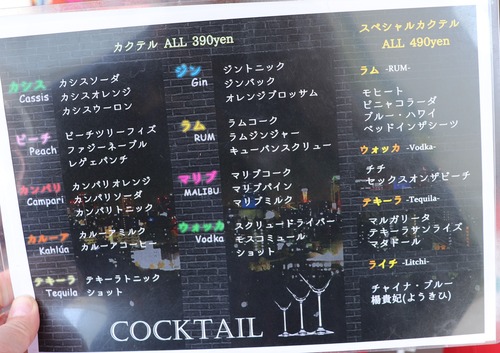 カクテル ALL 390yen
カシス
Cassis
カシスソーダ
カシスオレンジ
カシスウーロン
ピーチ
Peach
ピーチツリーフィズ
ファジーネーブル
レゲェパンチ
カンパリ
Campari
カンパリオレンジ
カンパリソーダ
カンパリトニック
カルーア
Kahlúa
カルーアミルク
カルーアコーヒー
テキーラ
Tequila
テキーラトニック
ショット
ジン
Gin
ジントニック
ジンバック
オレンジブロッサム
ラム
RUM
ラムコーク
ラムジンジャー
キューバンスクリュー
マリブ
MALIBU
マリブコーク
マリブパイン
マリブミルク
ウォッカ
Vodka
スクリュードライバー
モスコミュール
ショット
スペシャルカクテル
ALL 490yen
ラム -RUM-
モヒート
ピニャコラーダ
ブルー・ハワイ
ベッドインザシーツ
ウォッカ -Vodka-
チチ
セックスオンザビーチ
テキーラ -Tequila-
マルガリータ
テキーラサンライズ
マタドール
ライチ -Litchi-
チャイナ・ブルー
楊貴妃(ようきひ)
COCKTAIL